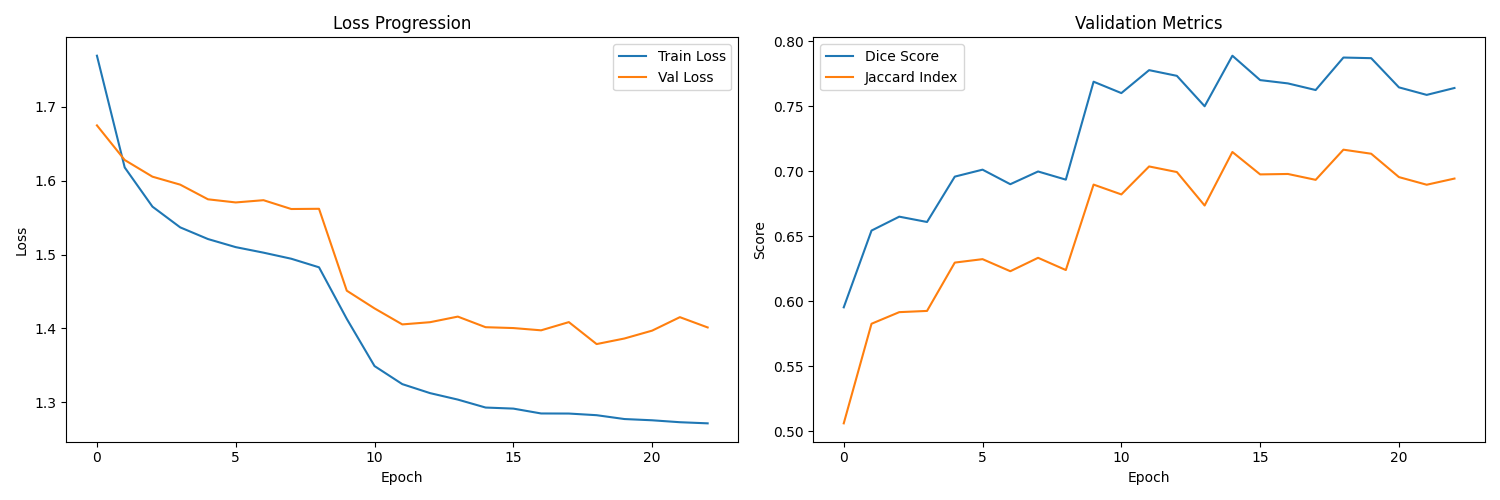 Loss Progression
Train Loss
Val Loss
1.7
1.6
1.5
1.4
1.3
Loss
0
5
10
15
20
Epoch
Validation Metrics
Dice Score
Jaccard Index
0.80
0.75
0.70
0.65
0.60
0.55
0.50
Score
0
5
10
15
20
Epoch